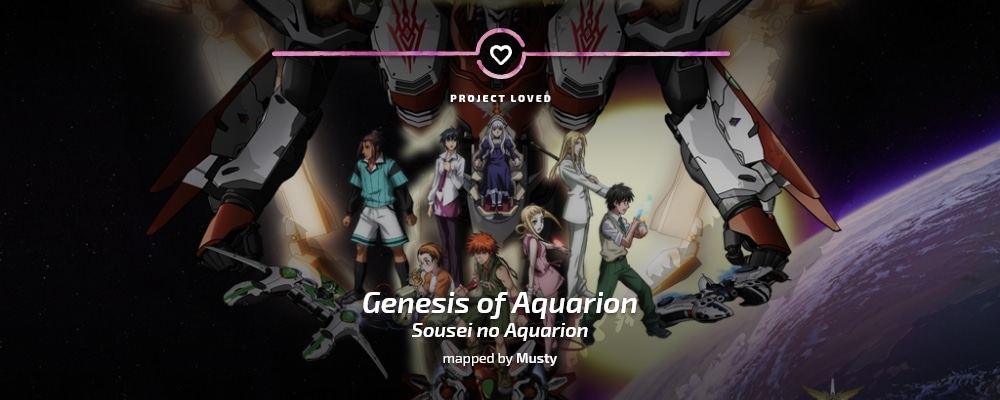 PROJECT LOVED
Genesis of Aquarion
Sousei no Aquarion
mapped by Musty